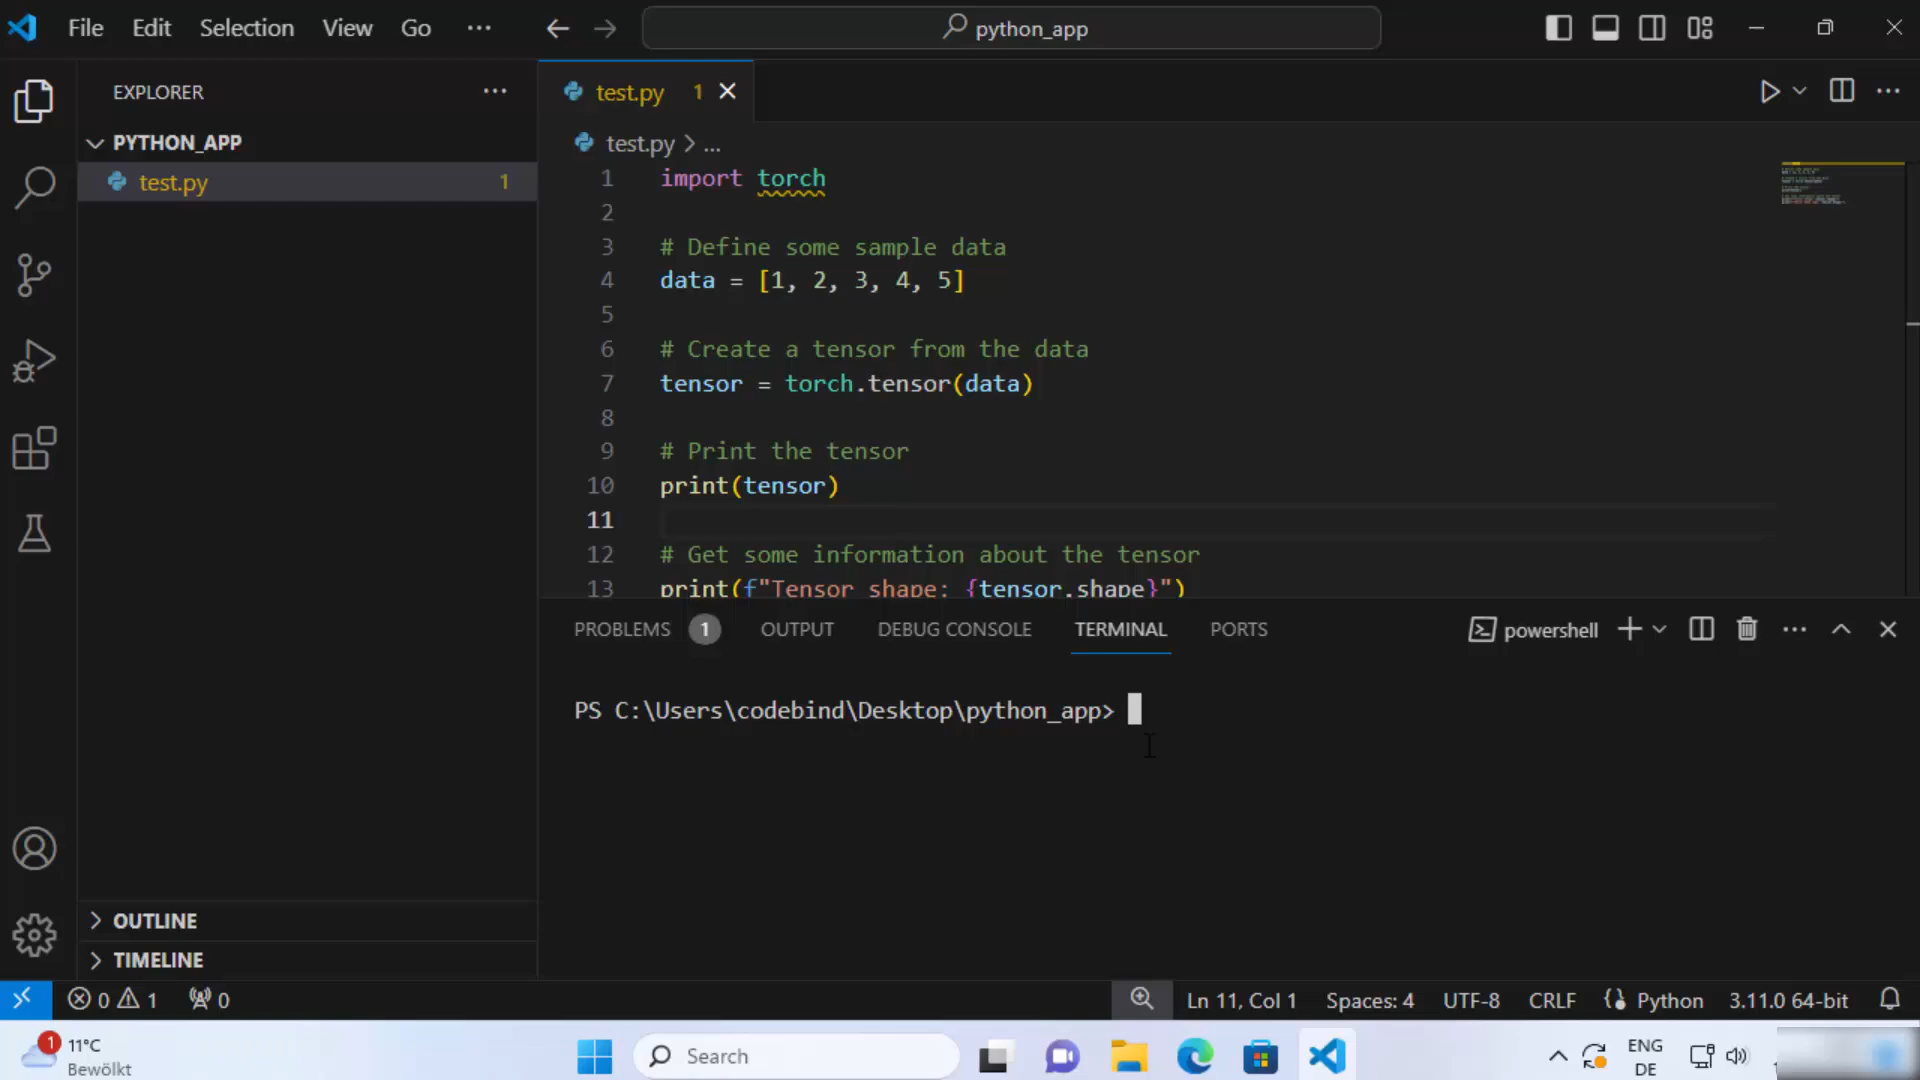 File Edit Selection View Go ··· python_app
EXPLORER ···
PYTHON_APP
test.py 1
test.py 1
test.py > ...
1 import torch
2
3 # Define some sample data
4 data = [1, 2, 3, 4, 5]
5
6 # Create a tensor from the data
7 tensor = torch.tensor(data)
8
9 # Print the tensor
10 print(tensor)
11
12 # Get some information about the tensor
13 print(f"Tensor shape: {tensor.shape}")
PROBLEMS 1 OUTPUT DEBUG CONSOLE TERMINAL PORTS powershell
PS C:\Users\codebind\Desktop\python_app>
OUTLINE
TIMELINE
0 1 0 Ln 11, Col 1 Spaces: 4 UTF-8 CRLF Python 3.11.0 64-bit
1 11°C
Bewölkt
Search
ENG
DE